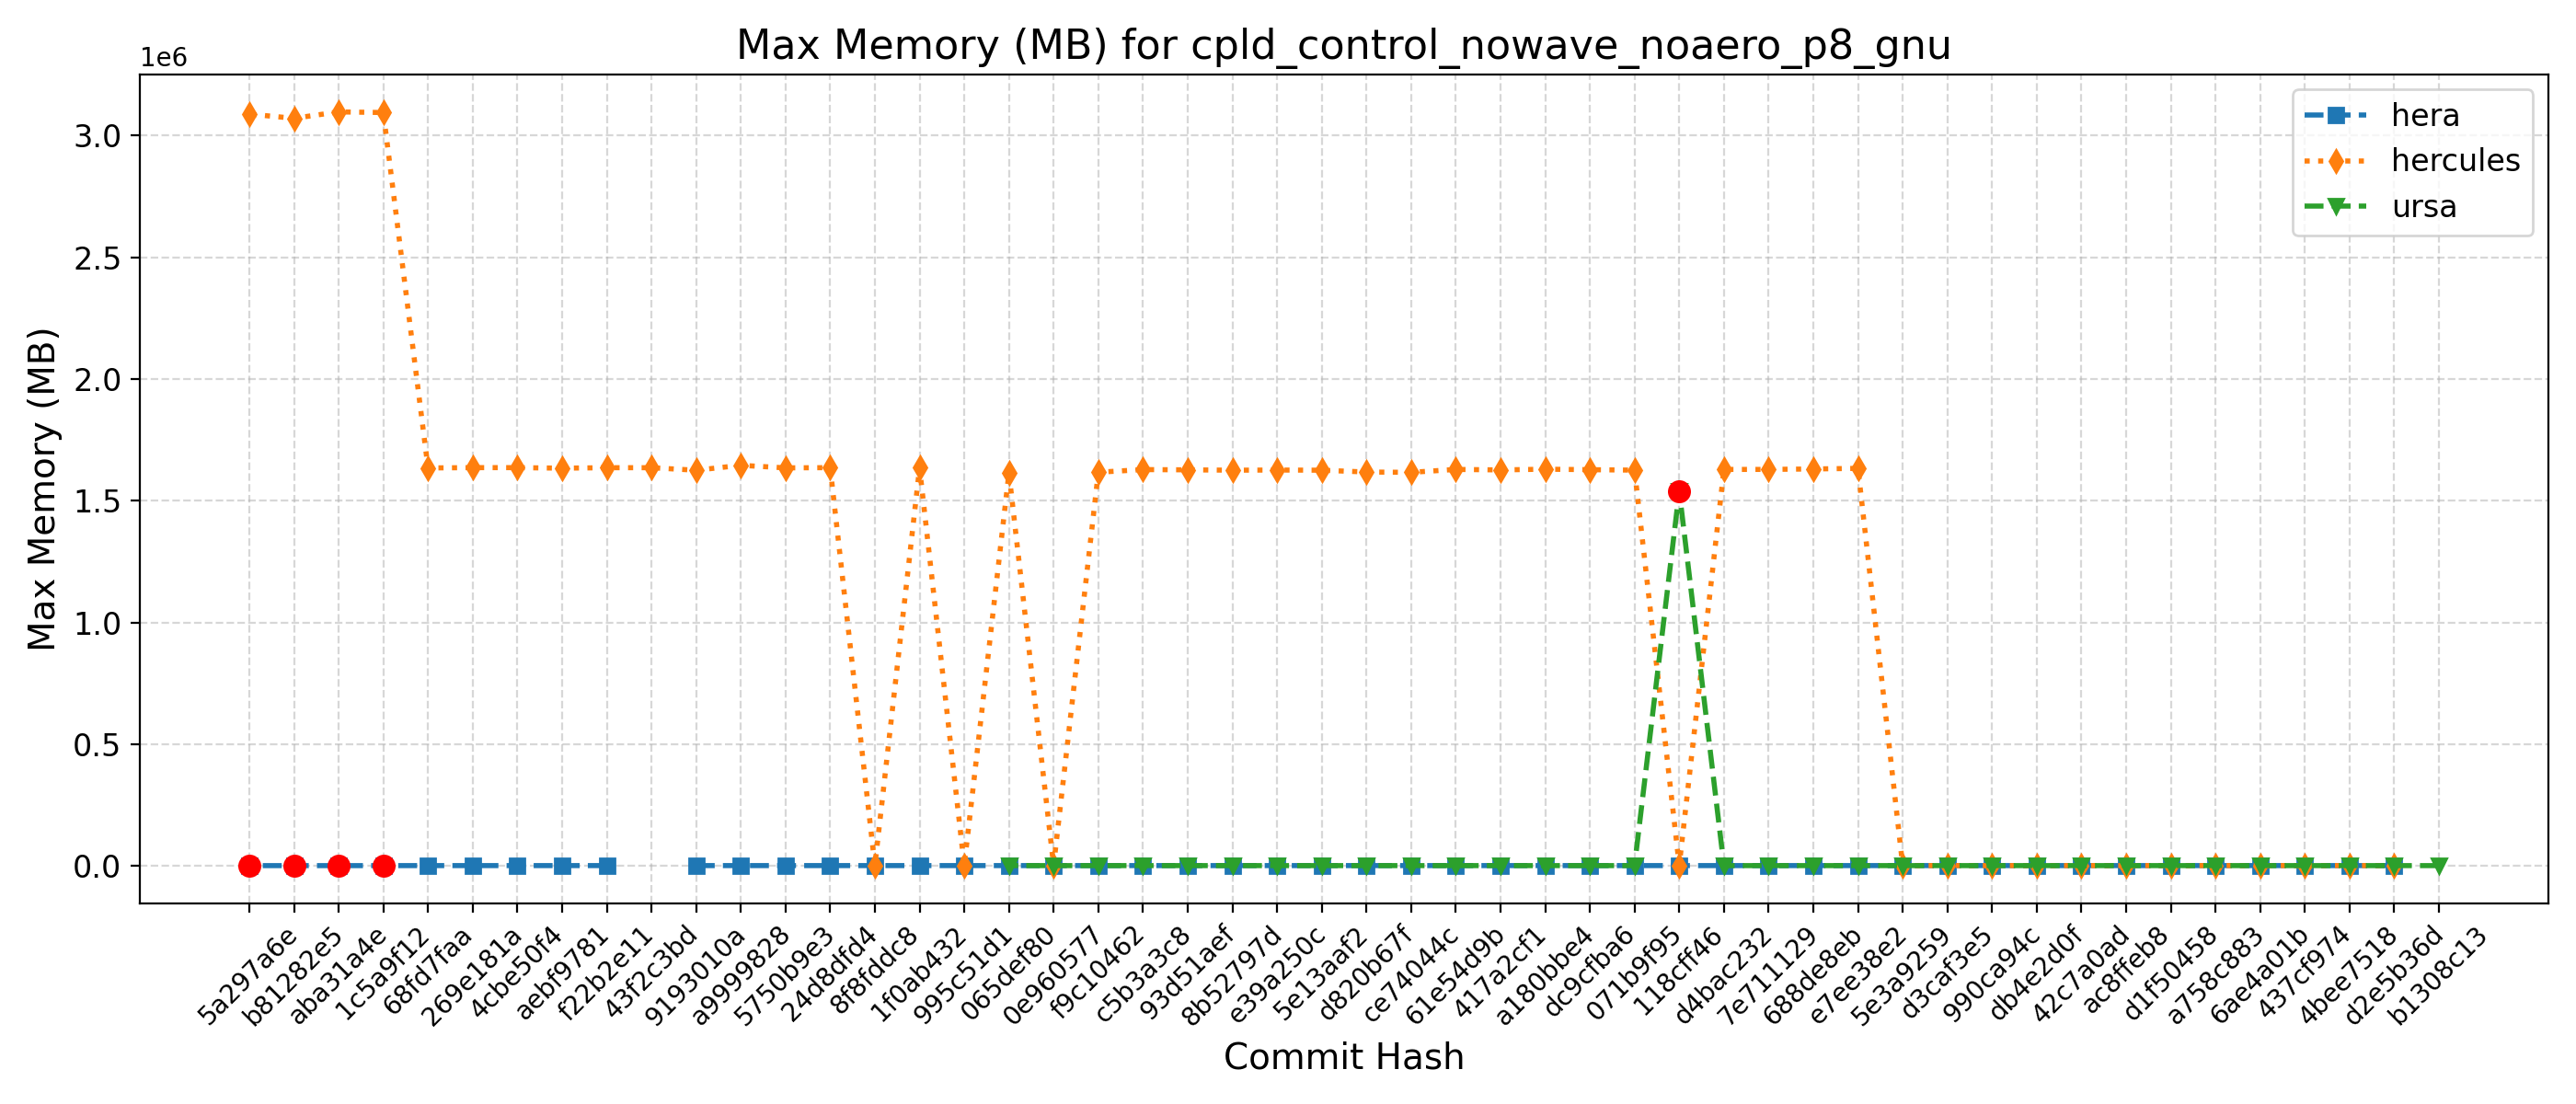 Max Memory (MB) for cpld_control_nowave_noaero_p8_gnu
1e6
3.0
2.5
2.0
1.5
1.0
0.5
0.0
Max Memory (MB)
hera
hercules
ursa
5a297a6e
b81282e5
aba31a4e
1c5a9f12
68fd7faa
269e181a
4cbe50f4
aebf9781
f22b2e11
43f2c3bd
9193010a
a9999828
5750b9e3
24d8dfd4
8f8fddc8
1f0ab432
995c51d1
065def80
0e960577
f9c10462
c5b3a3c8
93d51aef
8b52797d
e39a250c
5e13aaf2
d820b67f
ce74044c
61e54d9b
417a2cf1
a180bbe4
dc9cfba6
071b9f95
118cff46
d4bac232
7e711129
688de8eb
e7ee38e2
5e3a9259
d3caf3e5
990ca94c
db4e2d0f
42c7a0ad
ac8ffeb8
d1f50458
a758c883
6ae4a01b
437cf974
4bee7518
d2e5b36d
b1308c13
Commit Hash